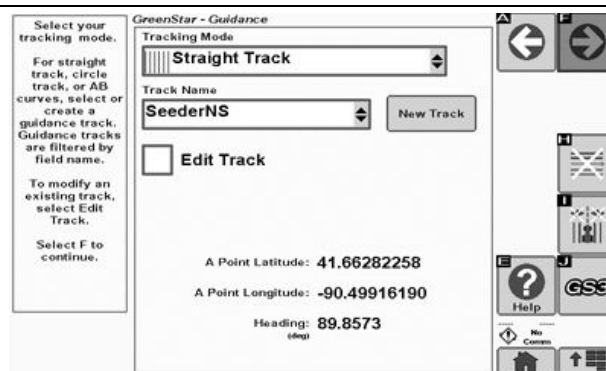 Select your
tracking mode.
For straight
track, circle
track, or AB
curves, select or
create a
guidance track.
Guidance tracks
are filtered by
field name.
To modify an
existing track,
select Edit
Track.
Select F to
continue.
GreenStar - Guidance
Tracking Mode
Straight Track
Track Name
SeederNS
New Track
Edit Track
A Point Latitude: 41.66282258
A Point Longitude: -90.49916190
Heading: 89.8573
(deg)
A
F
H
I
E
J
Help
GS3
No
Comm